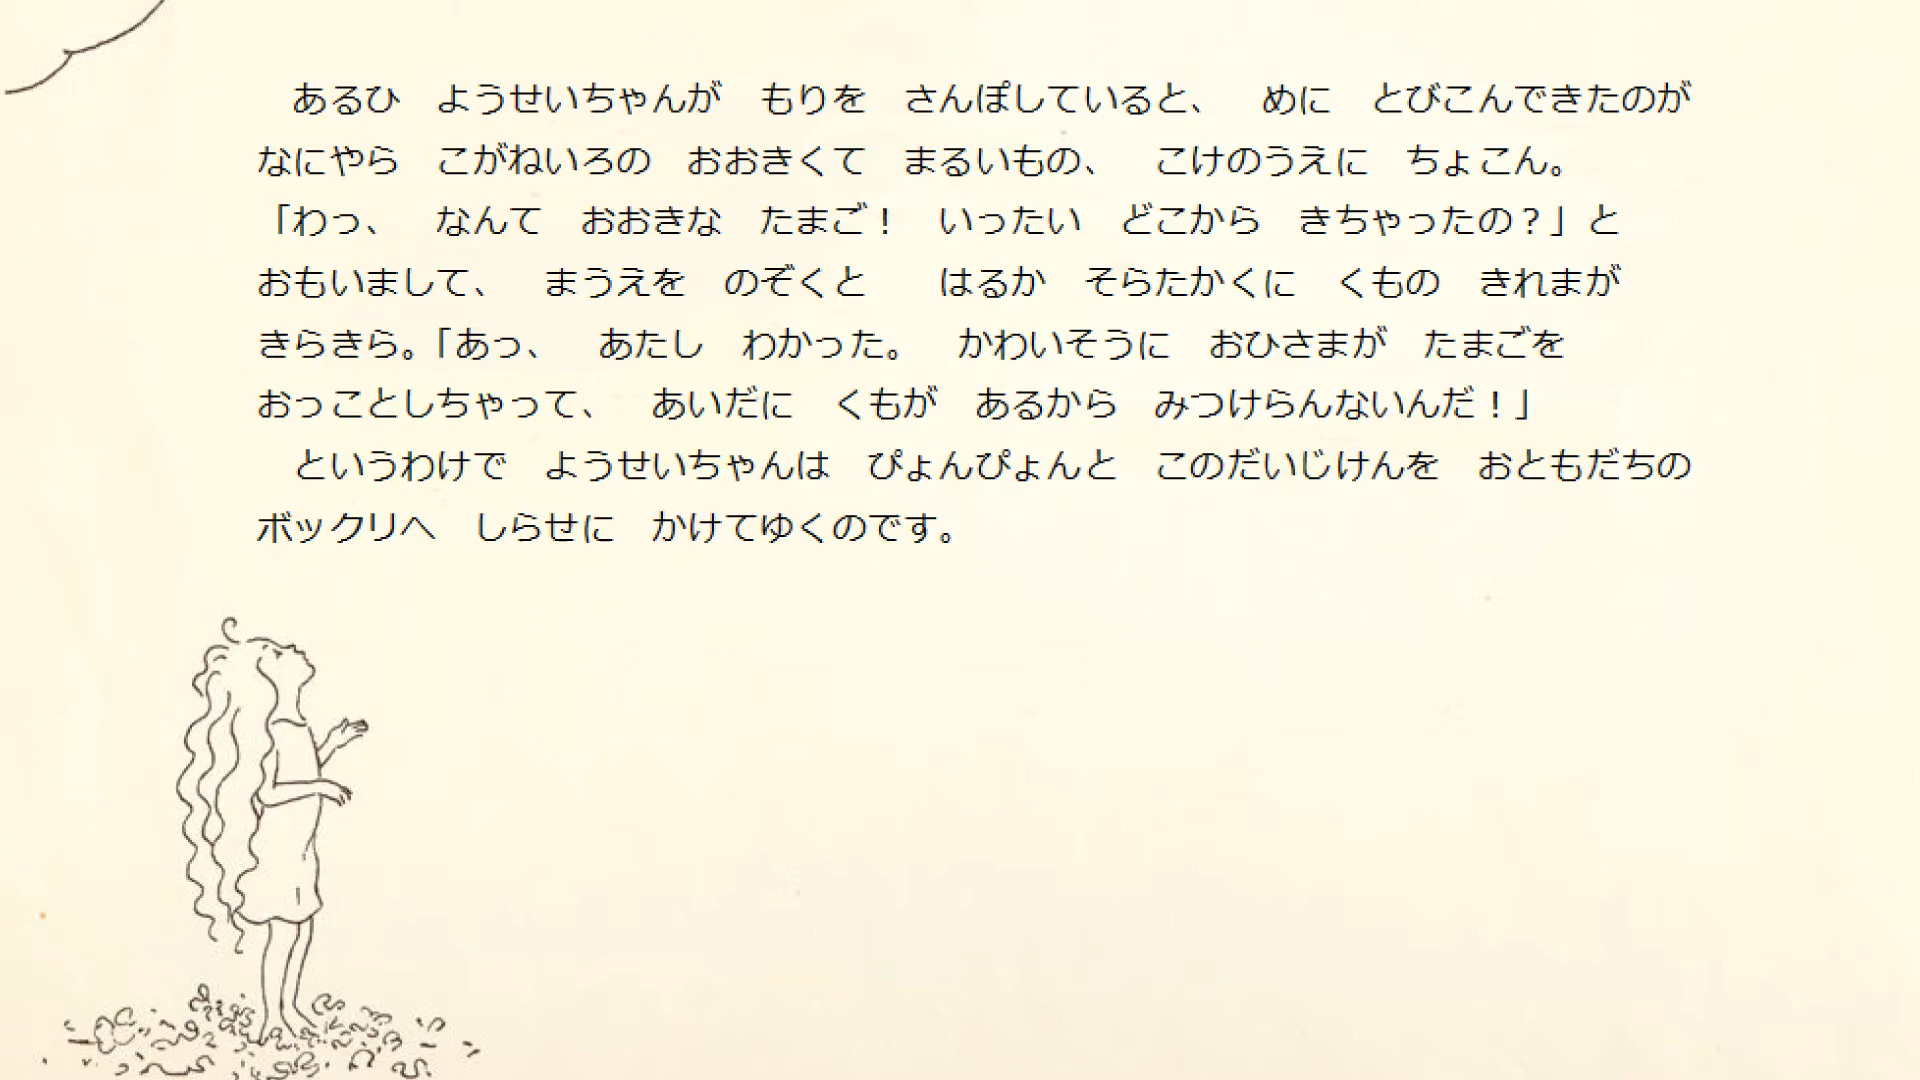 あるひ　ようせいちゃんが　もりを　さんぽしていると、　めに　とびこんできたのが
なにやら　こがねいろの　おおきくて　まるいもの、　こけのうえに　ちょこん。
「わっ、　なんて　おおきな　たまご！　いったい　どこから　きちゃったの？」と
おもいまして、　まうえを　のぞくと　　はるか　そらたかくに　くもの　きれまが
きらきら。「あっ、　あたし　わかった。　かわいそうに　おひさまが　たまごを
おっことしちゃって、　あいだに　くもが　あるから　みつけらんないんだ！」
　というわけで　ようせいちゃんは　ぴょんぴょんと　このだいじけんを　おともだちの
ボックリへ　しらせに　かけてゆくのです。